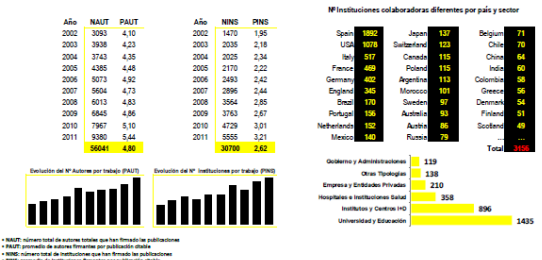 Nº Instituciones colaboradoras diferentes por país y sector
Año NAUT PAUT
2002 3093 4,10
2003 3938 4,23
2004 3743 4,35
2005 4385 4,48
2006 5073 4,92
2007 5604 4,73
2008 6013 4,83
2009 6845 4,86
2010 7967 5,10
2011 9380 5,44
56041 4,80
Año NINS PINS
2002 1470 1,95
2003 2035 2,18
2004 2025 2,34
2005 2170 2,22
2006 2493 2,42
2007 2896 2,44
2008 3564 2,85
2009 3763 2,67
2010 4729 3,01
2011 5555 3,21
30700 2,62
Spain 1892 Japan 137 Belgium 71
USA 1078 Switzerland 123 Chile 70
Italy 517 Canada 115 China 64
France 469 Poland 115 India 60
Germany 402 Argentina 113 Colombia 58
England 345 Morocco 101 Greece 56
Brazil 170 Sweden 97 Denmark 54
Portugal 156 Australia 93 Finland 51
Netherlands 152 Austria 86 Scotland 49
Mexico 140 Russia 79 ... ...
Total 3156
Evolución del Nº Autores por trabajo (PAUT)
Evolución del Nº Instituciones por trabajo (PINS)
Gobierno y Administraciones 119
Otras Tipologías 138
Empresa y Entidades Privadas 210
Hospitales e Instituciones Salud 358
Institutos y Centros I+D 896
Universidad y Educación 1435
• NAUT: número total de autores totales que han firmado las publicaciones
• PAUT: promedio de autores firmantes por publicación citable
• NINS: número total de instituciones que han firmado las publicaciones